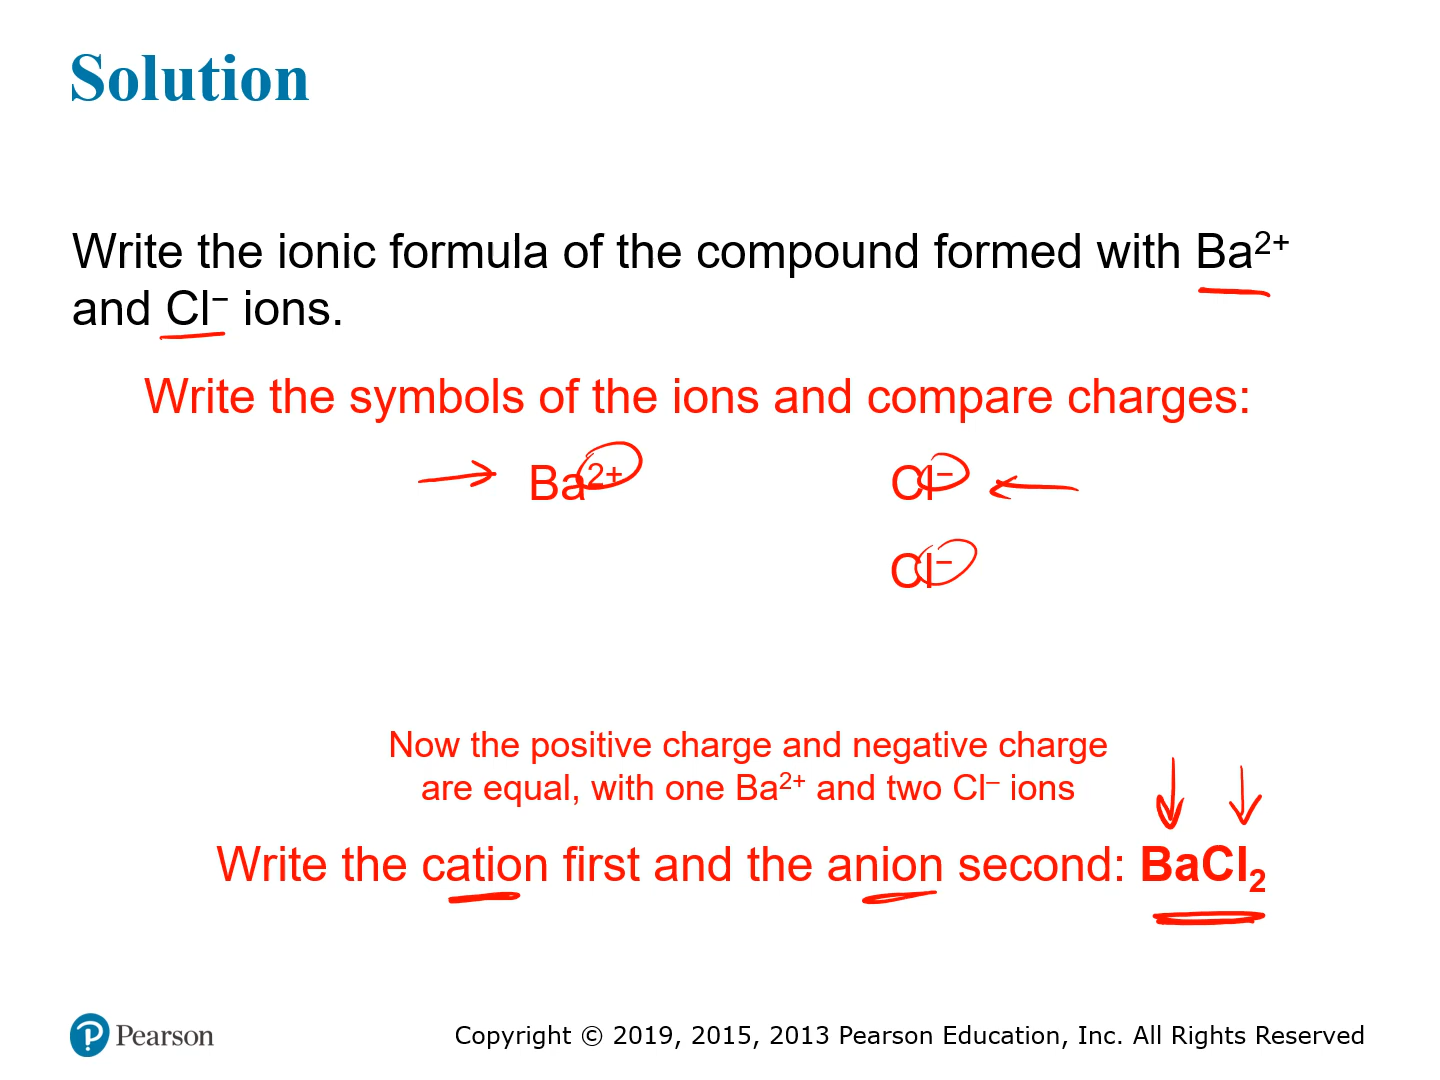 Solution
Write the ionic formula of the compound formed with Ba²⁺
and Cl⁻ ions.
Write the symbols of the ions and compare charges:
Ba²⁺ Cl⁻
Cl⁻
Now the positive charge and negative charge
are equal, with one Ba²⁺ and two Cl⁻ ions
Write the cation first and the anion second: BaCl₂
Pearson
Copyright © 2019, 2015, 2013 Pearson Education, Inc. All Rights Reserved